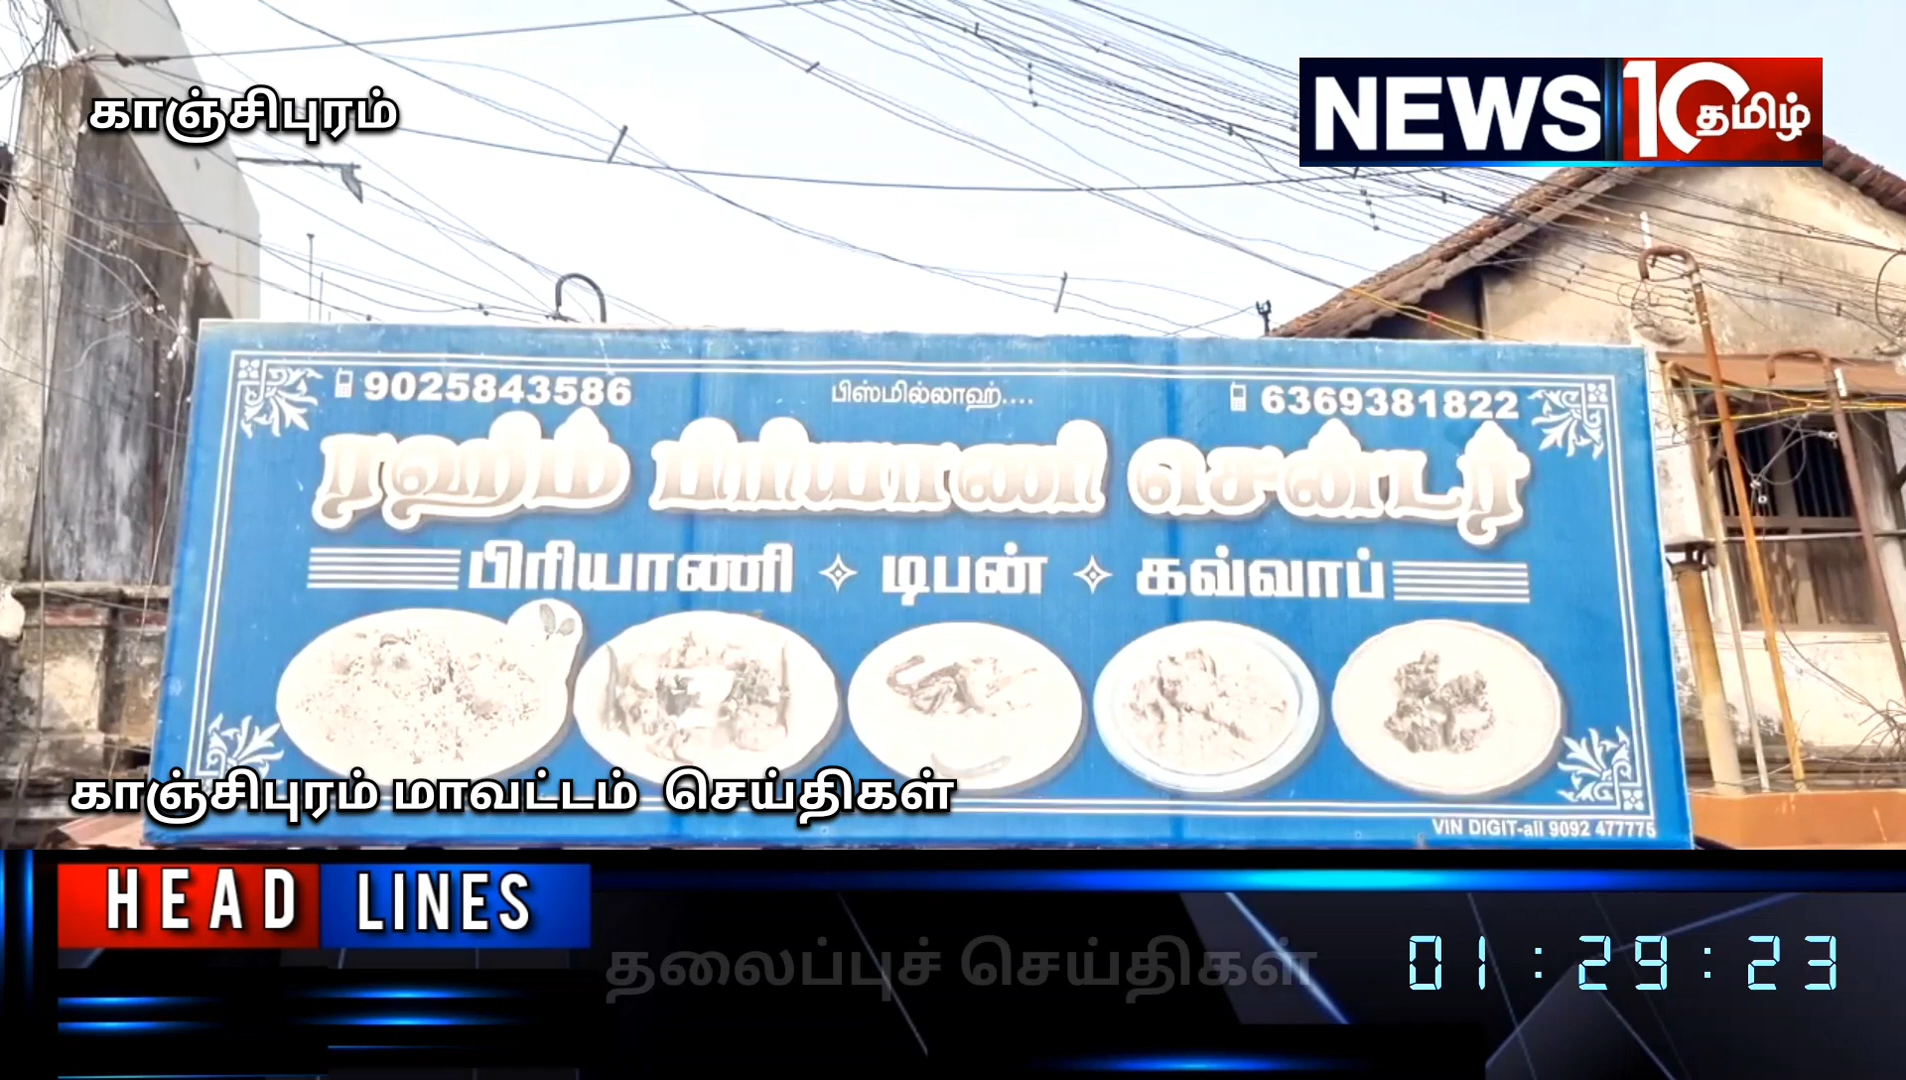 காஞ்சிபுரம்
NEWS 10 தமிழ்
9025843586
பிஸ்மில்லாஹ்....
6369381822
ரஹீம் பிரியாணி சென்டர்
பிரியாணி டிபன் கவ்வாப்
காஞ்சிபுரம் மாவட்டம் செய்திகள்
VIN DIGIT-all 9092 477775
HEAD LINES
தலைப்புச் செய்திகள்
01:29:23